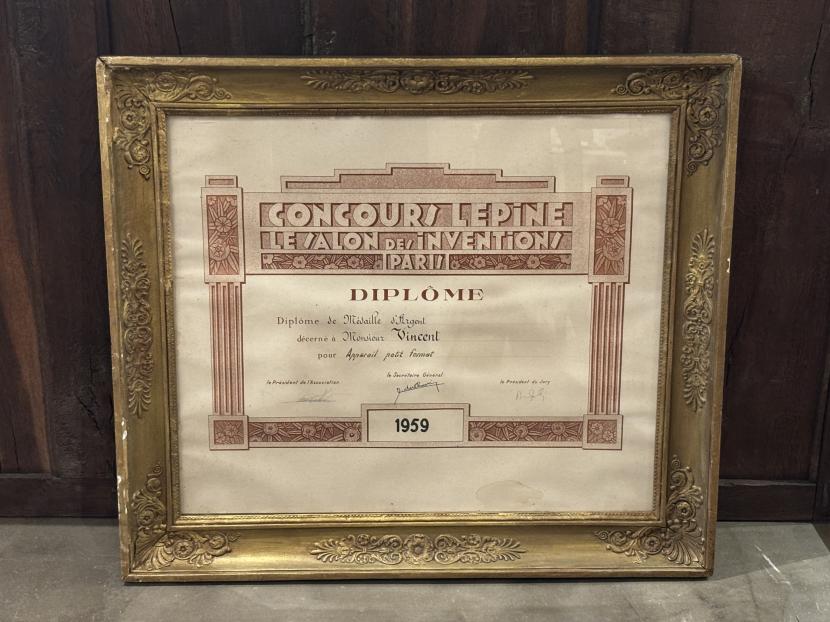 CONCOURS LEPINE
LE SALON DES INVENTIONS
PARIS
DIPLÔME
Diplôme de Médaille d'Argent
décerné à Monsieur Vincent
pour Appareil petit format
le Président de l'Association
le Secrétaire Général
le Président du Jury
1959